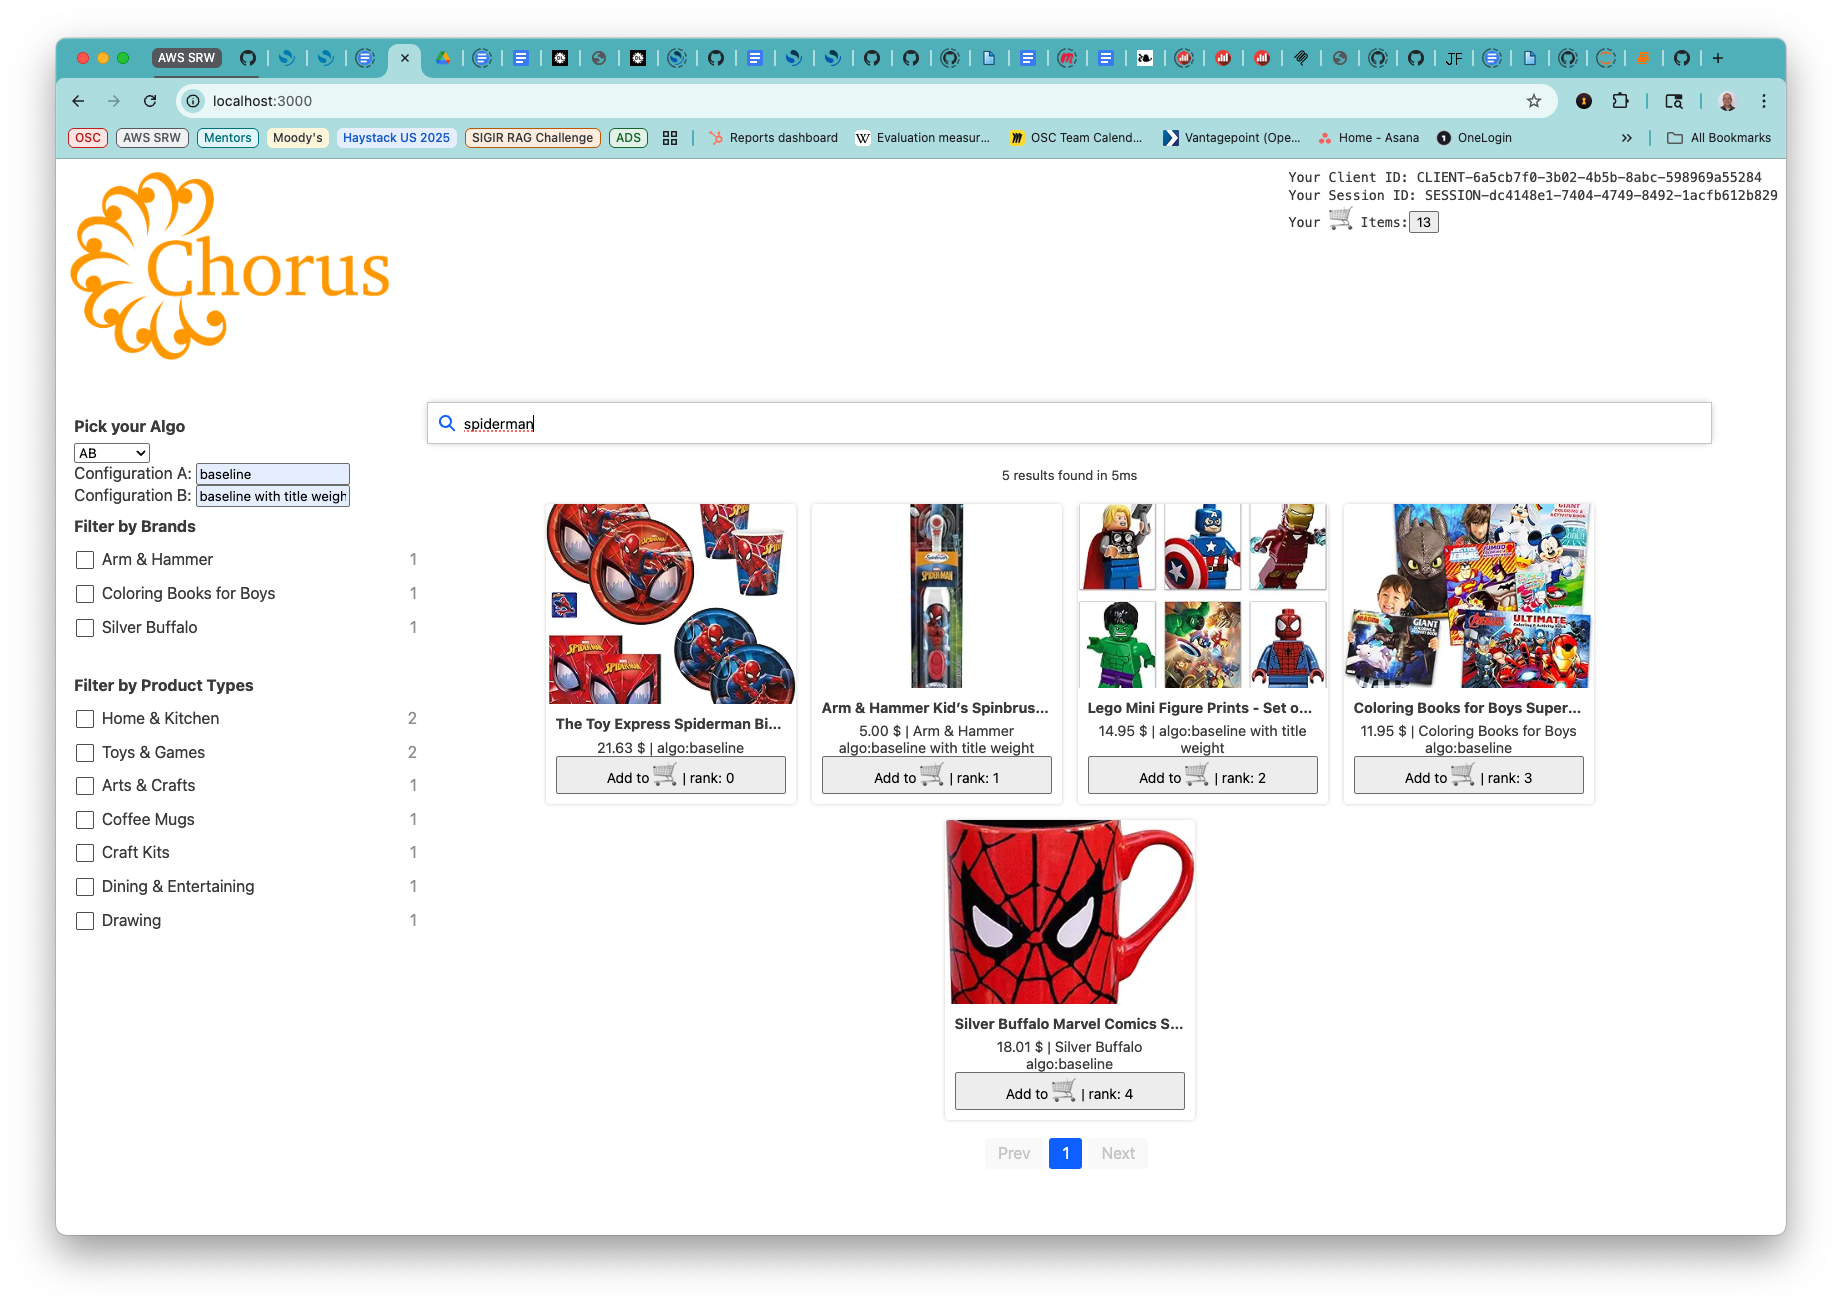 AWS SRW
JF
localhost:3000
OSC
AWS SRW
Mentors
Moody's
Haystack US 2025
SIGIR RAG Challenge
ADS
Reports dashboard
Evaluation measur...
OSC Team Calend...
Vantagepoint (Ope...
Home - Asana
OneLogin
All Bookmarks
Chorus
Your Client ID: CLIENT-6a5cb7f0-3b02-4b5b-8abc-598969a55284
Your Session ID: SESSION-dc4148e1-7404-4749-8492-1acfb612b829
Your Items: 13
Pick your Algo
AB
Configuration A: baseline
Configuration B: baseline with title weigh
Filter by Brands
Arm & Hammer 1
Coloring Books for Boys 1
Silver Buffalo 1
Filter by Product Types
Home & Kitchen 2
Toys & Games 2
Arts & Crafts 1
Coffee Mugs 1
Craft Kits 1
Dining & Entertaining 1
Drawing 1
spiderman
5 results found in 5ms
The Toy Express Spiderman Bi...
21.63 $ | algo:baseline
Add to | rank: 0
Arm & Hammer Kid's Spinbrus...
5.00 $ | Arm & Hammer
algo:baseline with title weight
Add to | rank: 1
Lego Mini Figure Prints - Set o...
14.95 $ | algo:baseline with title
weight
Add to | rank: 2
Coloring Books for Boys Super...
11.95 $ | Coloring Books for Boys
algo:baseline
Add to | rank: 3
Silver Buffalo Marvel Comics S...
18.01 $ | Silver Buffalo
algo:baseline
Add to | rank: 4
Prev
1
Next